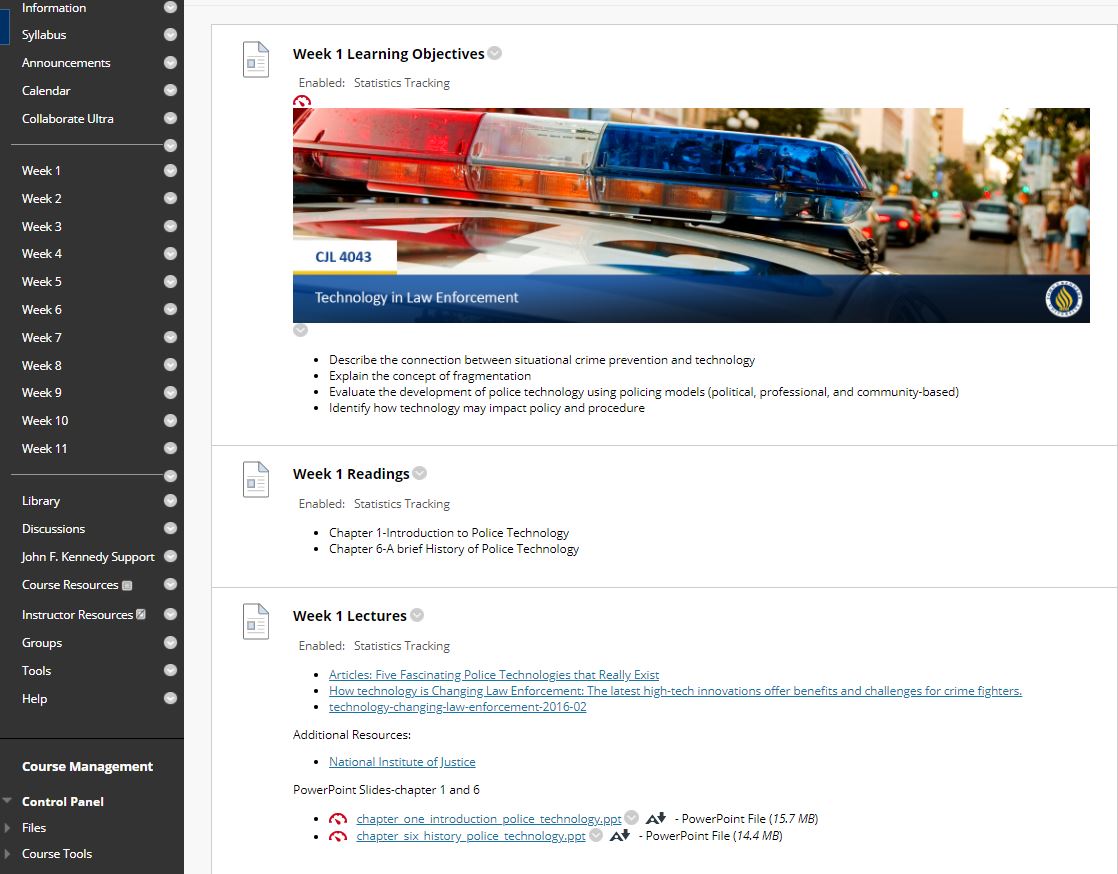 Information
Syllabus
Announcements
Calendar
Collaborate Ultra
Week 1
Week 2
Week 3
Week 4
Week 5
Week 6
Week 7
Week 8
Week 9
Week 10
Week 11
Library
Discussions
John F. Kennedy Support
Course Resources
Instructor Resources
Groups
Tools
Help
Course Management
Control Panel
Files
Course Tools
Week 1 Learning Objectives
Enabled: Statistics Tracking
CJL 4043
Technology in Law Enforcement
Describe the connection between situational crime prevention and technology
Explain the concept of fragmentation
Evaluate the development of police technology using policing models (political, professional, and community-based)
Identify how technology may impact policy and procedure
Week 1 Readings
Enabled: Statistics Tracking
Chapter 1-Introduction to Police Technology
Chapter 6-A brief History of Police Technology
Week 1 Lectures
Enabled: Statistics Tracking
Articles: Five Fascinating Police Technologies that Really Exist
How technology is Changing Law Enforcement: The latest high-tech innovations offer benefits and challenges for crime fighters.
technology-changing-law-enforcement-2016-02
Additional Resources:
National Institute of Justice
PowerPoint Slides-chapter 1 and 6
chapter_one_introduction_police_technology.ppt - PowerPoint File (15.7 MB)
chapter_six_history_police_technology.ppt - PowerPoint File (14.4 MB)